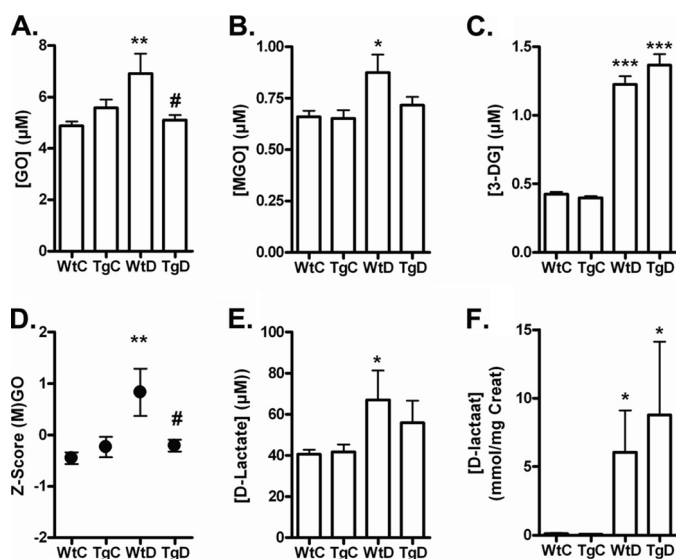 A.
[GO] (µM)
8
6
4
2
0
**
#
WtC TgC WtD TgD
B.
[MGO] (µM)
1.00
0.75
0.50
0.25
0.00
*
WtC TgC WtD TgD
C.
[3-DG] (µM)
1.5
1.0
0.5
0.0
***
***
WtC TgC WtD TgD
D.
Z-Score (M)GO
2
1
-0
-1
-2
**
#
WtC TgC WtD TgD
E.
[D-Lactate] (µM))
100
80
60
40
20
0
*
WtC TgC WtD TgD
F.
[D-lactaat]
(mmol/mg Creat)
15
10
5
0
*
*
WtC TgC WtD TgD